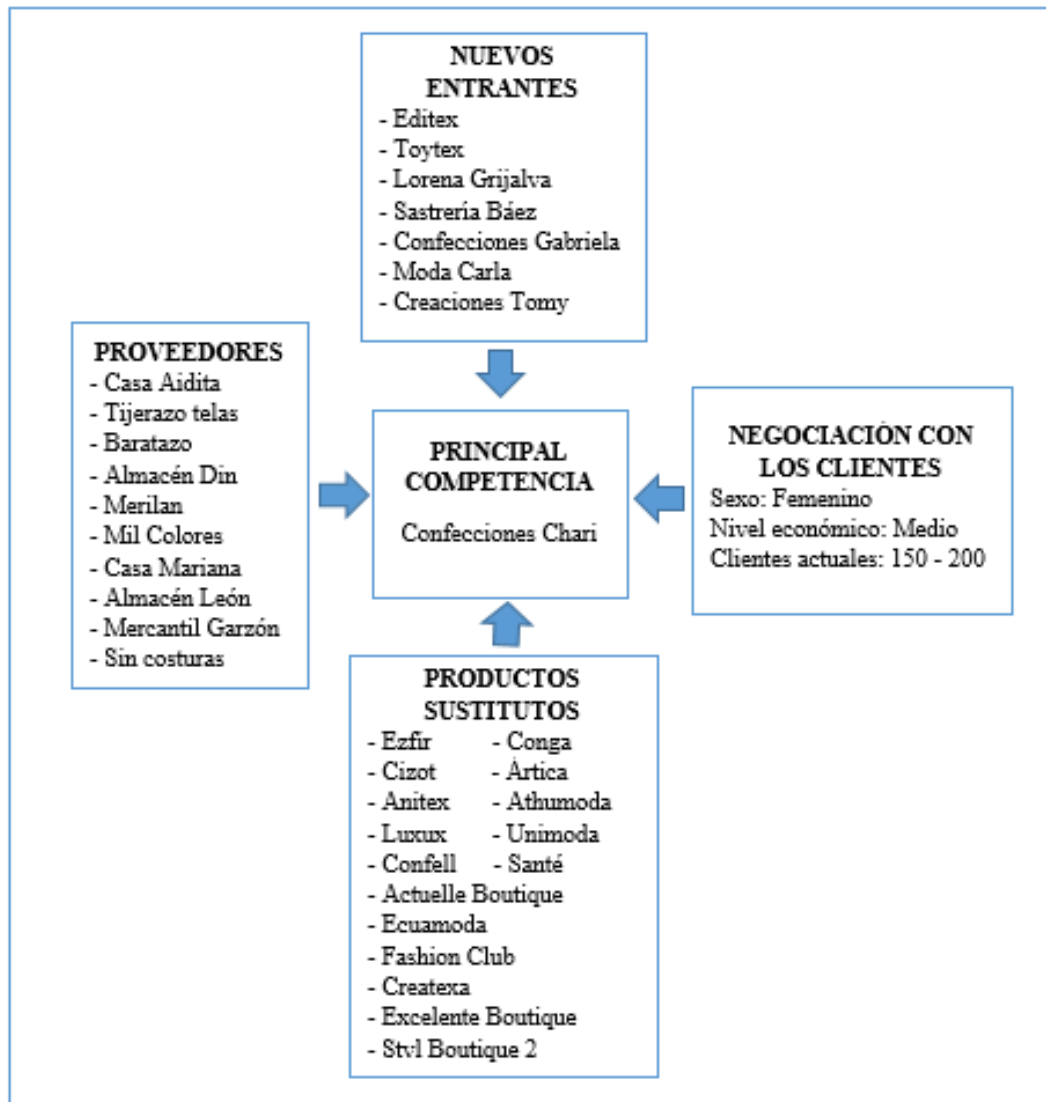 NUEVOS
ENTRANTES
- Editex
- Toytex
- Lorena Grijalva
- Sastrería Báez
- Confecciones Gabriela
- Moda Carla
- Creaciones Tomy
PROVEEDORES
- Casa Aidita
- Tijerazo telas
- Baratazo
- Almacén Din
- Merilan
- Mil Colores
- Casa Mariana
- Almacén León
- Mercantil Garzón
- Sin costuras
PRINCIPAL
COMPETENCIA
Confecciones Chari
NEGOCIACIÓN CON
LOS CLIENTES
Sexo: Femenino
Nivel económico: Medio
Clientes actuales: 150 - 200
PRODUCTOS
SUSTITUTOS
- Ezfir - Conga
- Cizot - Ártica
- Anitex - Athumoda
- Luxux - Unimoda
- Confell - Santé
- Actuelle Boutique
- Ecuamoda
- Fashion Club
- Createxa
- Excelente Boutique
- Stvl Boutique 2